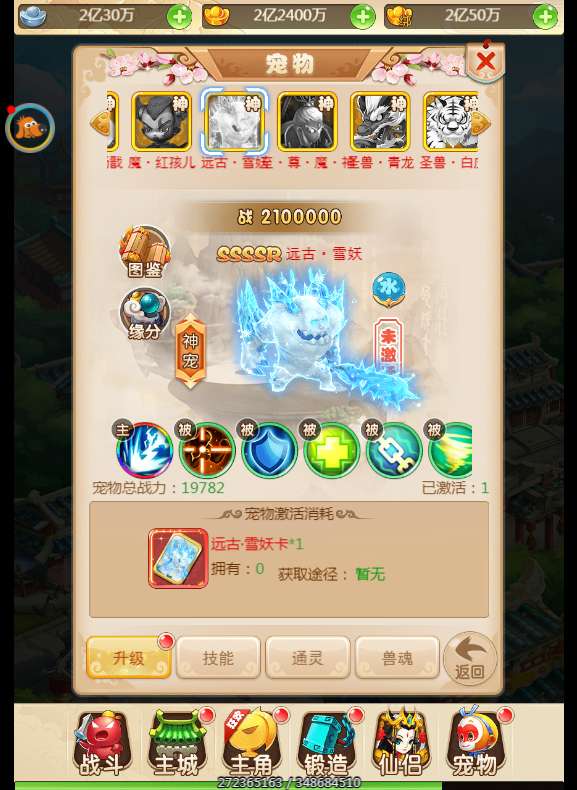 2亿30万
2亿2400万
2亿50万
宠物
神
神
神
神
神
魔·红孩儿
远古·雪妖
尊·魔·
圣兽·青龙
圣兽·白虎
战 2100000
SSSSR 远古·雪妖
图鉴
水
缘分
神宠
未激
主
被
被
被
被
被
宠物总战力：19782
已激活：1
宠物激活消耗
远古·雪妖卡*1
拥有：0
获取途径：
暂无
升级
技能
通灵
兽魂
返回
狂欢
战斗
主城
主角
锻造
仙侣
宠物
272365163 / 348684510